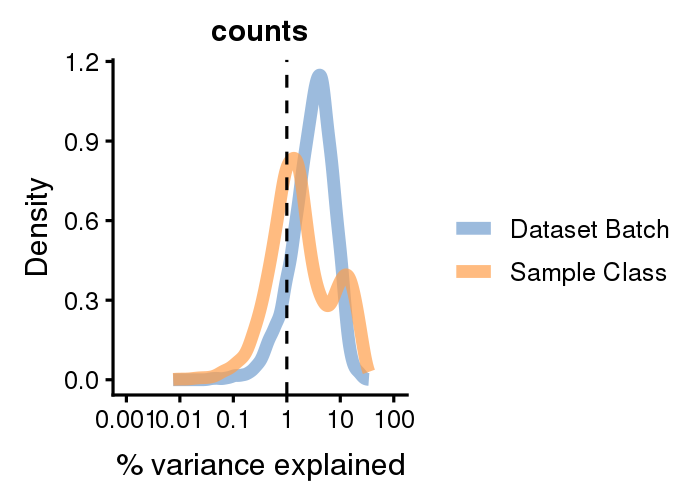 counts
1.2
0.9
0.6
0.3
0.0
Density
0.001 0.01 0.1 1 10 100
% variance explained
Dataset Batch
Sample Class